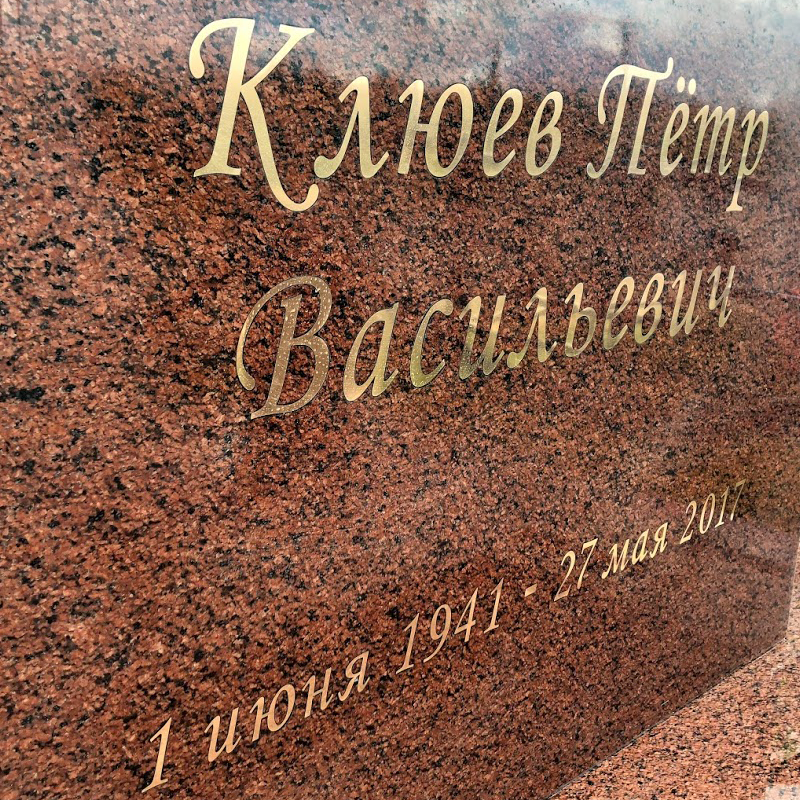 Клюев Пётр
Васильевич
1 июня 1941 - 27 мая 2017